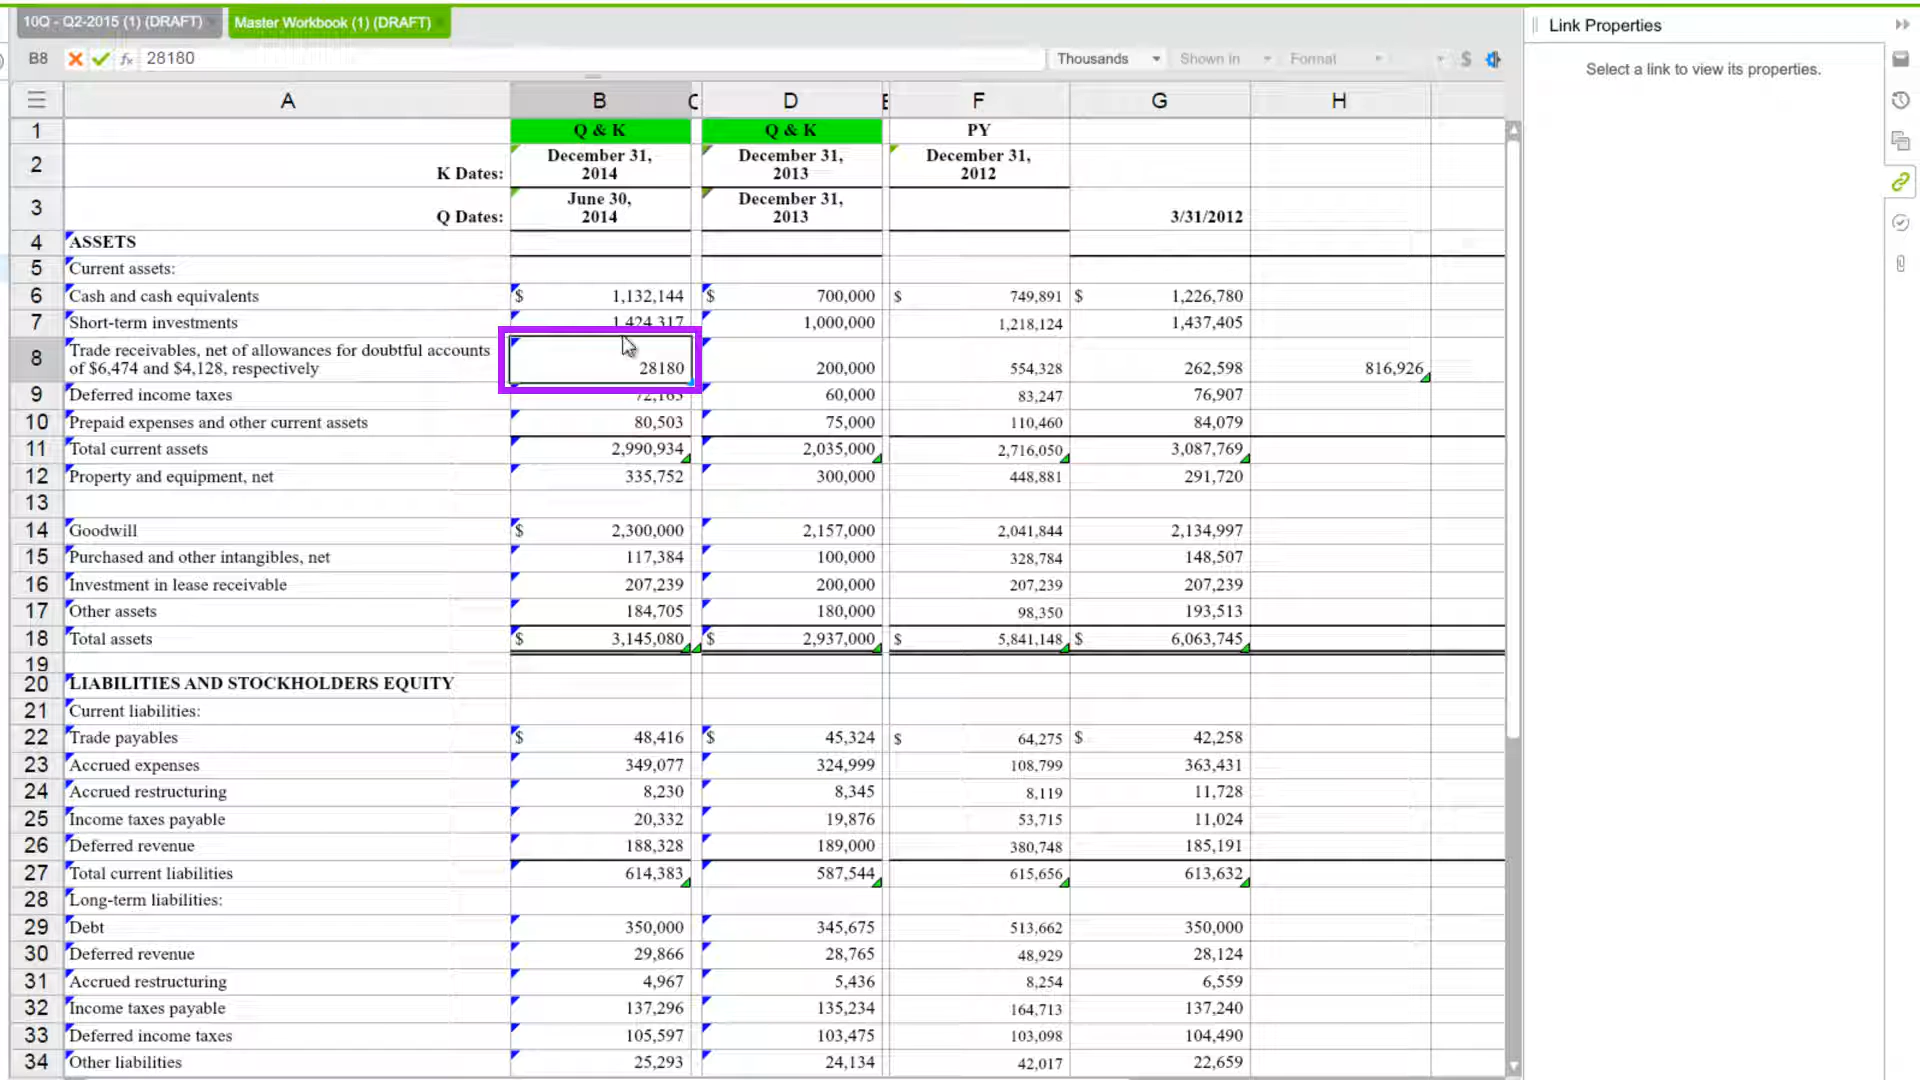 10Q - Q2-2015 (1) (DRAFT) Master Workbook (1) (DRAFT)
Link Properties
B8 fx 28180 Thousands Shown In Format $
Select a link to view its properties.
A B C D E F G H
1 Q & K Q & K PY
2 K Dates: December 31, 2014 December 31, 2013 December 31, 2012
3 Q Dates: June 30, 2014 December 31, 2013 3/31/2012
4 ASSETS
5 Current assets:
6 Cash and cash equivalents $ 1,132,144 $ 700,000 $ 749,891 $ 1,226,780
7 Short-term investments 1,424,317 1,000,000 1,218,124 1,437,405
8 Trade receivables, net of allowances for doubtful accounts
of $6,474 and $4,128, respectively 28180 200,000 554,328 262,598 816,926
9 Deferred income taxes 60,000 83,247 76,907
10 Prepaid expenses and other current assets 80,503 75,000 110,460 84,079
11 Total current assets 2,990,934 2,035,000 2,716,050 3,087,769
12 Property and equipment, net 335,752 300,000 448,881 291,720
13
14 Goodwill $ 2,300,000 2,157,000 2,041,844 2,134,997
15 Purchased and other intangibles, net 117,384 100,000 328,784 148,507
16 Investment in lease receivable 207,239 200,000 207,239 207,239
17 Other assets 184,705 180,000 98,350 193,513
18 Total assets $ 3,145,080 $ 2,937,000 $ 5,841,148 $ 6,063,745
19
20 LIABILITIES AND STOCKHOLDERS EQUITY
21 Current liabilities:
22 Trade payables $ 48,416 $ 45,324 $ 64,275 $ 42,258
23 Accrued expenses 349,077 324,999 108,799 363,431
24 Accrued restructuring 8,230 8,345 8,119 11,728
25 Income taxes payable 20,332 19,876 53,715 11,024
26 Deferred revenue 188,328 189,000 380,748 185,191
27 Total current liabilities 614,383 587,544 615,656 613,632
28 Long-term liabilities:
29 Debt 350,000 345,675 513,662 350,000
30 Deferred revenue 29,866 28,765 48,929 28,124
31 Accrued restructuring 4,967 5,436 8,254 6,559
32 Income taxes payable 137,296 135,234 164,713 137,240
33 Deferred income taxes 105,597 103,475 103,098 104,490
34 Other liabilities 25,293 24,134 42,017 22,659